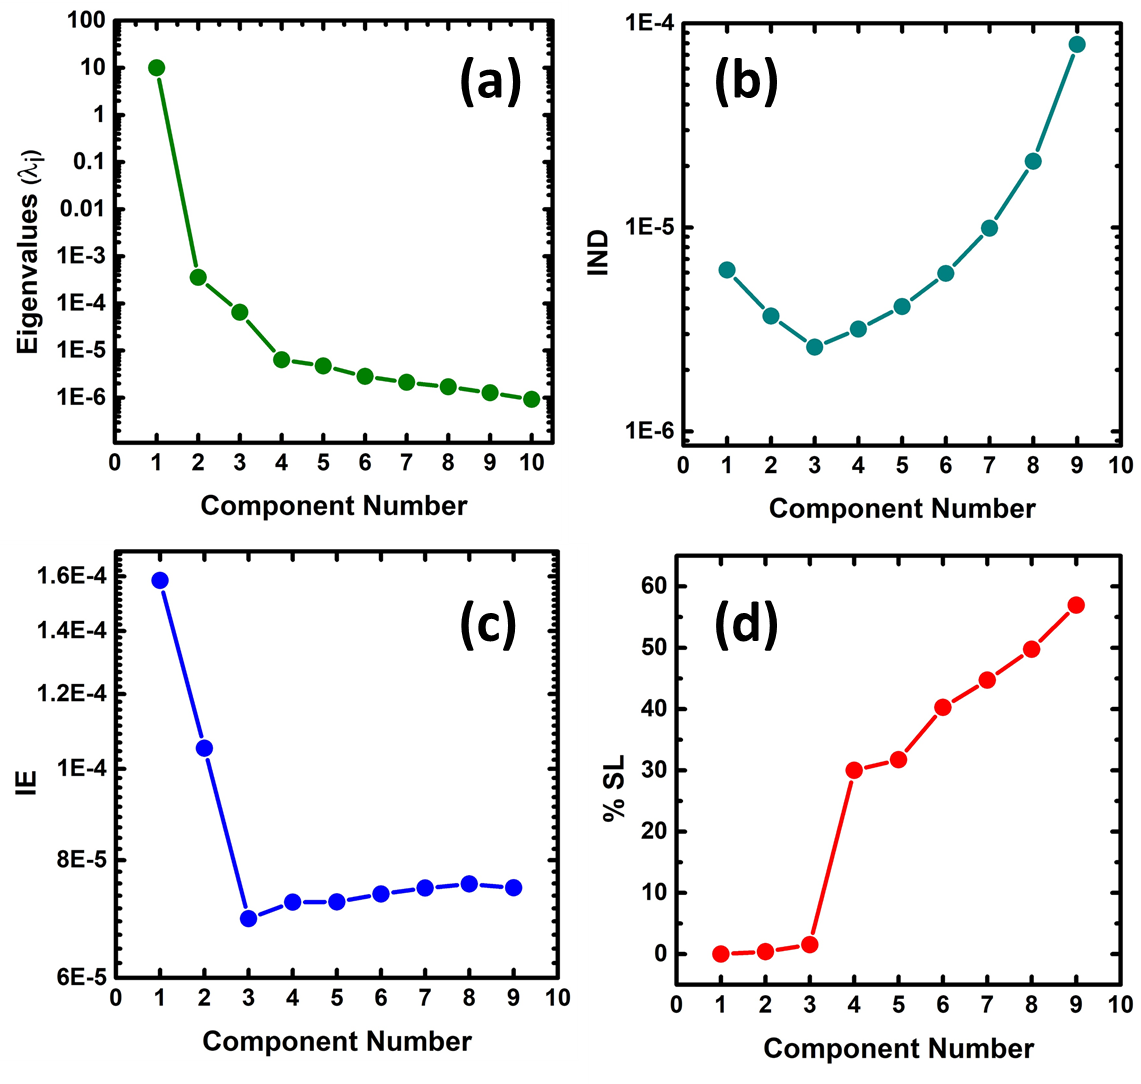 (a)
Eigenvalues (λi)
100
10
1
0.1
0.01
1E-3
1E-4
1E-5
1E-6
0 1 2 3 4 5 6 7 8 9 10
Component Number
(b)
IND
1E-4
1E-5
1E-6
0 1 2 3 4 5 6 7 8 9 10
Component Number
(c)
IE
1.6E-4
1.4E-4
1.2E-4
1E-4
8E-5
6E-5
0 1 2 3 4 5 6 7 8 9 10
Component Number
(d)
% SL
60
50
40
30
20
10
0
0 1 2 3 4 5 6 7 8 9 10
Component Number